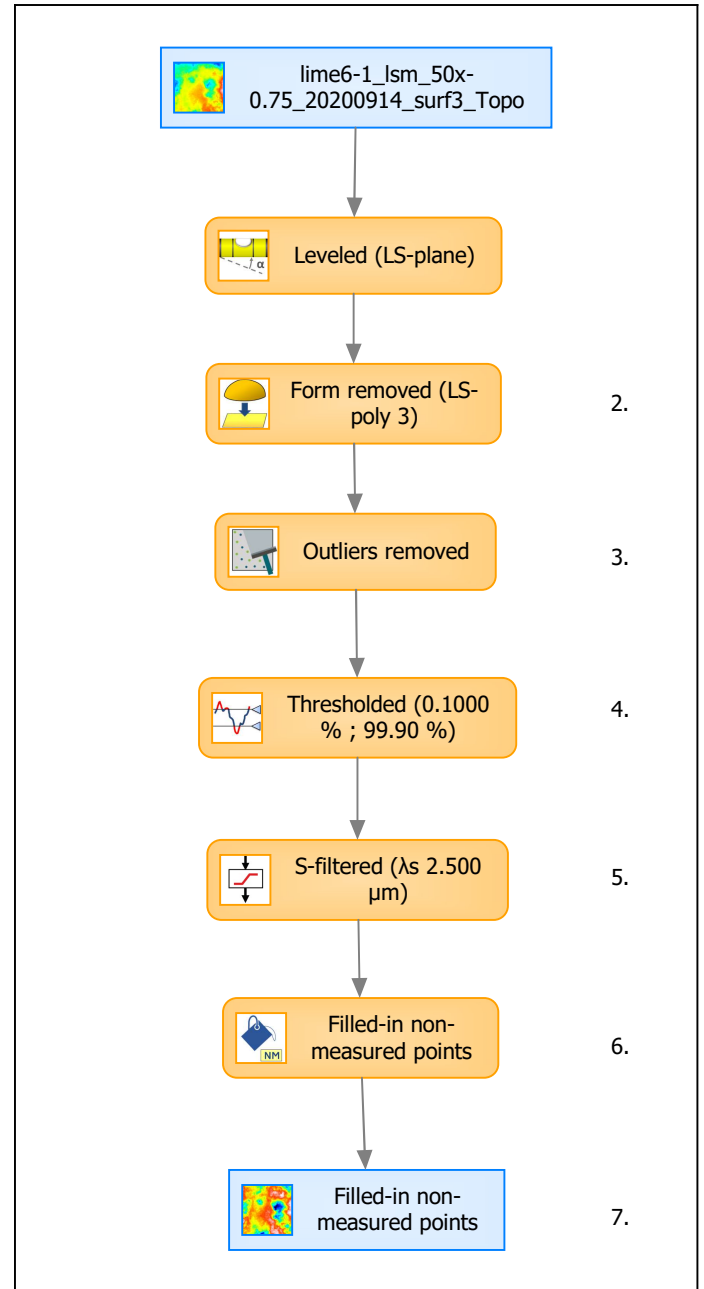 lime6-1_lsm_50x-
0.75_20200914_surf3_Topo
α
Leveled (LS-plane)
Form removed (LS-
poly 3)
2.
Outliers removed
3.
Thresholded (0.1000
% ; 99.90 %)
4.
S-filtered (λs 2.500
µm)
5.
Filled-in non-
measured points
NM
6.
Filled-in non-
measured points
7.